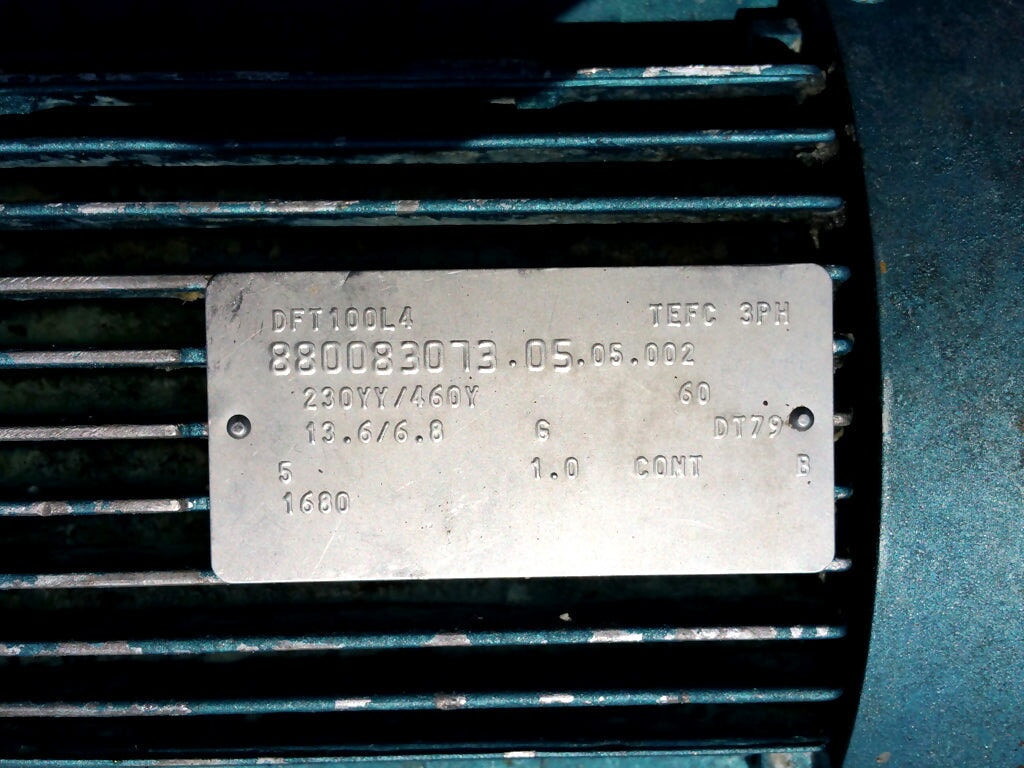 DFT100L4 TEFC 3PH
880083073.05.05.002
230YY/460Y 60
13.6/6.8 G DT79
5 1.0 CONT B
1680